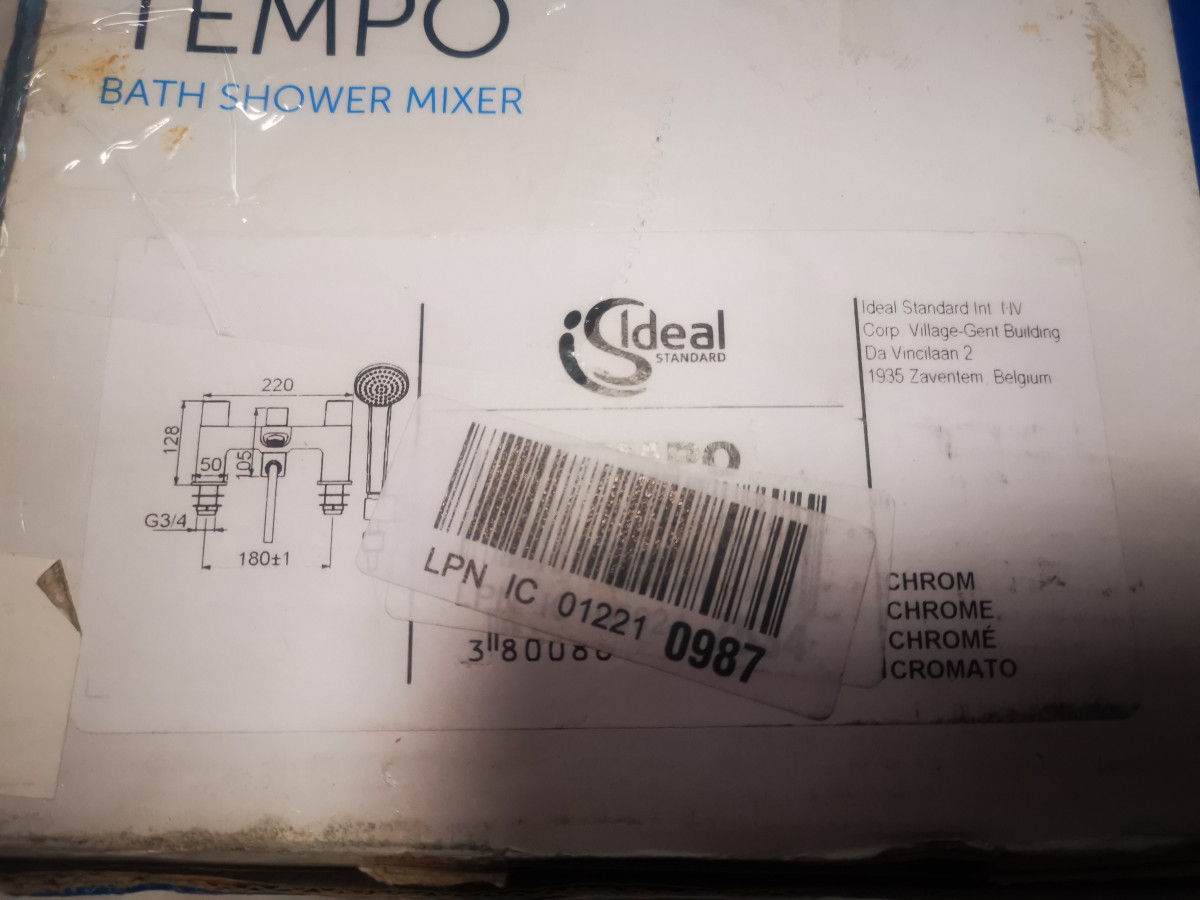 TEMPO
BATH SHOWER MIXER
Ideal
STANDARD
Ideal Standard Int. NV
Corp. Village-Gent Building
Da Vincilaan 2
1935 Zaventem, Belgium
220
128
50
105
G3/4
180±1
LPN IC 01221 0987
CHROM
CHROME
CHROMÉ
CROMATO